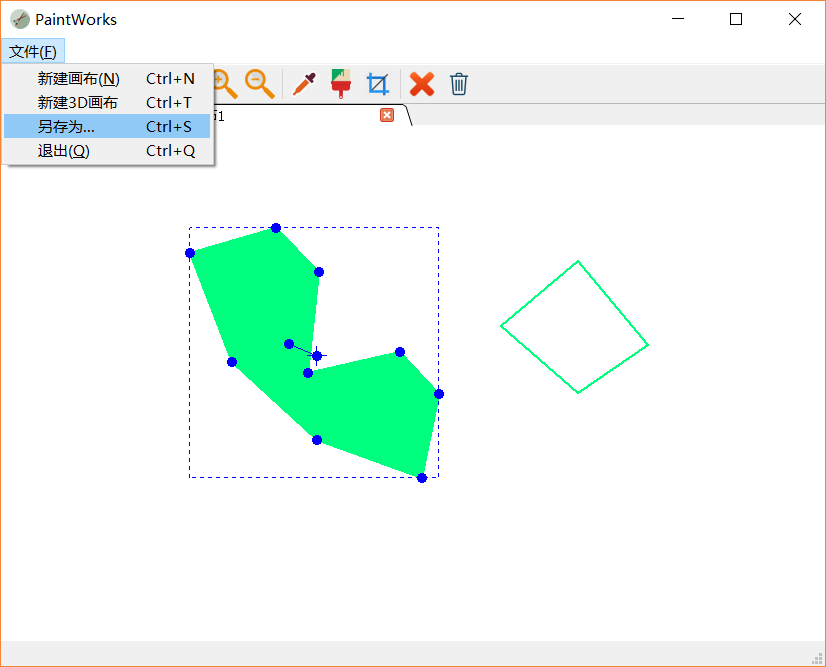 PaintWorks
文件(F)
新建画布(N) Ctrl+N
新建3D画布 Ctrl+T
另存为... Ctrl+S
退出(Q) Ctrl+Q
1